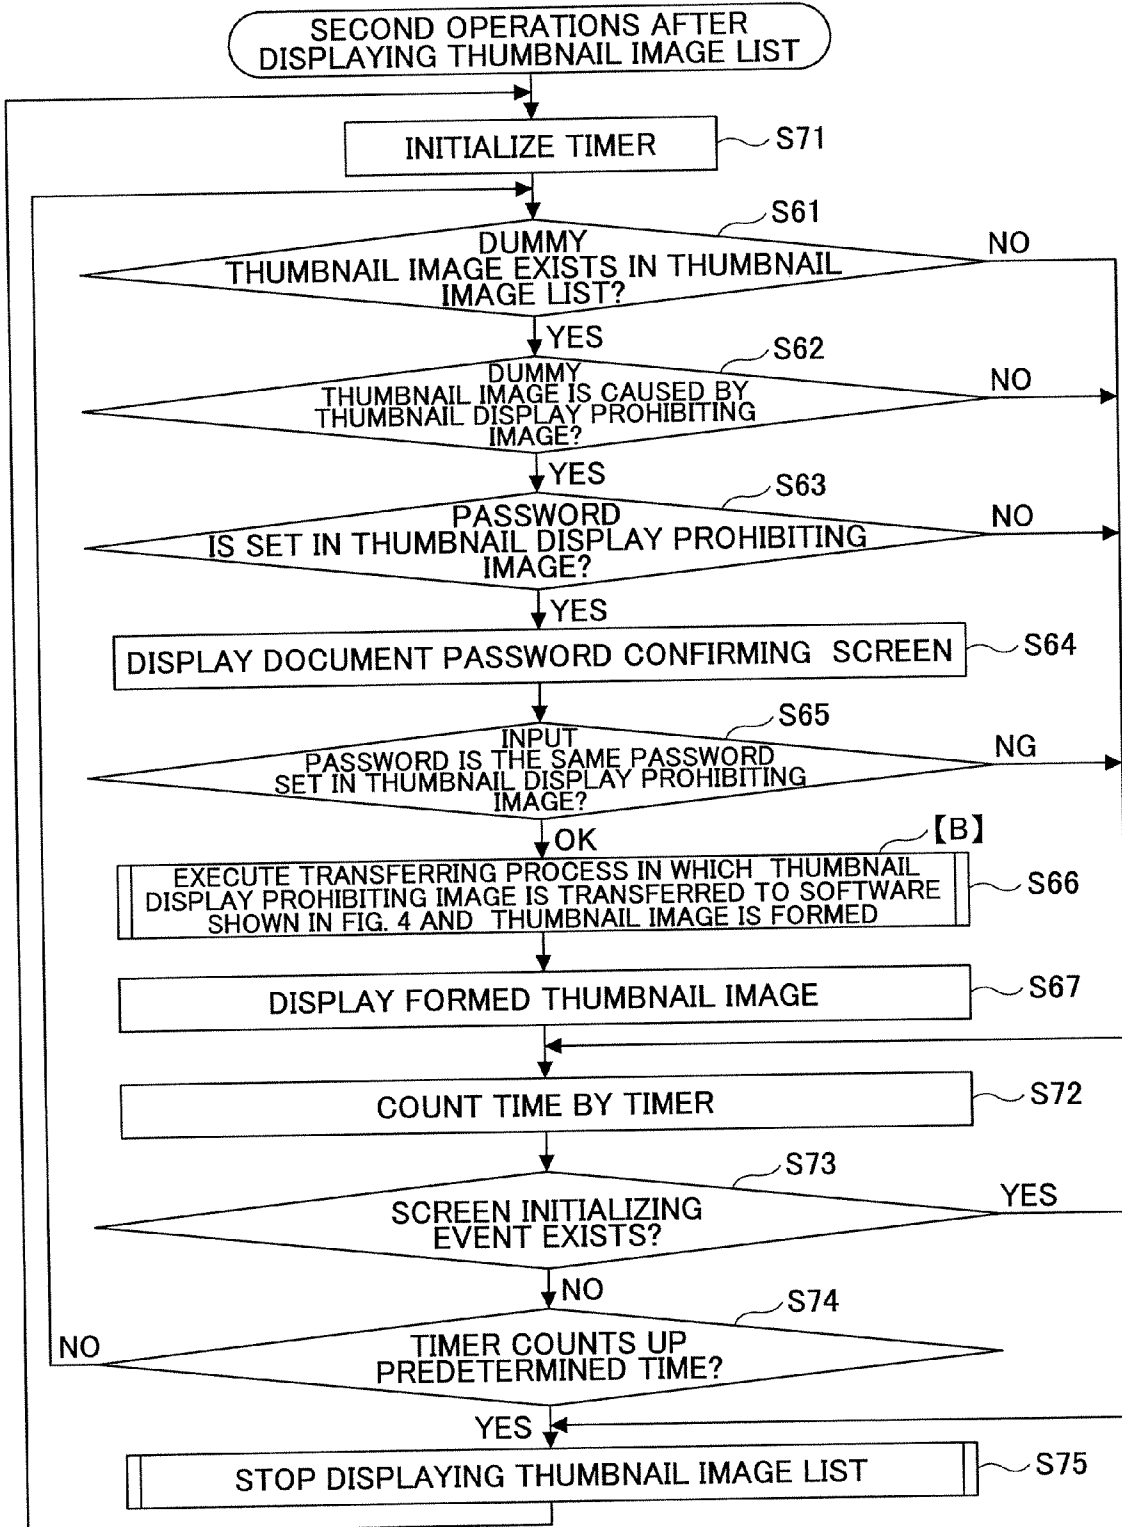 SECOND OPERATIONS AFTER
DISPLAYING THUMBNAIL IMAGE LIST
INITIALIZE TIMER
S71
S61
DUMMY
THUMBNAIL IMAGE EXISTS IN THUMBNAIL
IMAGE LIST?
NO
YES
S62
DUMMY
THUMBNAIL IMAGE IS CAUSED BY
THUMBNAIL DISPLAY PROHIBITING
IMAGE?
NO
YES
S63
PASSWORD
IS SET IN THUMBNAIL DISPLAY PROHIBITING
IMAGE?
NO
YES
DISPLAY DOCUMENT PASSWORD CONFIRMING SCREEN
S64
S65
INPUT
PASSWORD IS THE SAME PASSWORD
SET IN THUMBNAIL DISPLAY PROHIBITING
IMAGE?
NG
OK
【B】
EXECUTE TRANSFERRING PROCESS IN WHICH THUMBNAIL
DISPLAY PROHIBITING IMAGE IS TRANSFERRED TO SOFTWARE
SHOWN IN FIG. 4 AND THUMBNAIL IMAGE IS FORMED
S66
DISPLAY FORMED THUMBNAIL IMAGE
S67
COUNT TIME BY TIMER
S72
S73
SCREEN INITIALIZING
EVENT EXISTS?
YES
NO
S74
TIMER COUNTS UP
PREDETERMINED TIME?
NO
YES
STOP DISPLAYING THUMBNAIL IMAGE LIST
S75